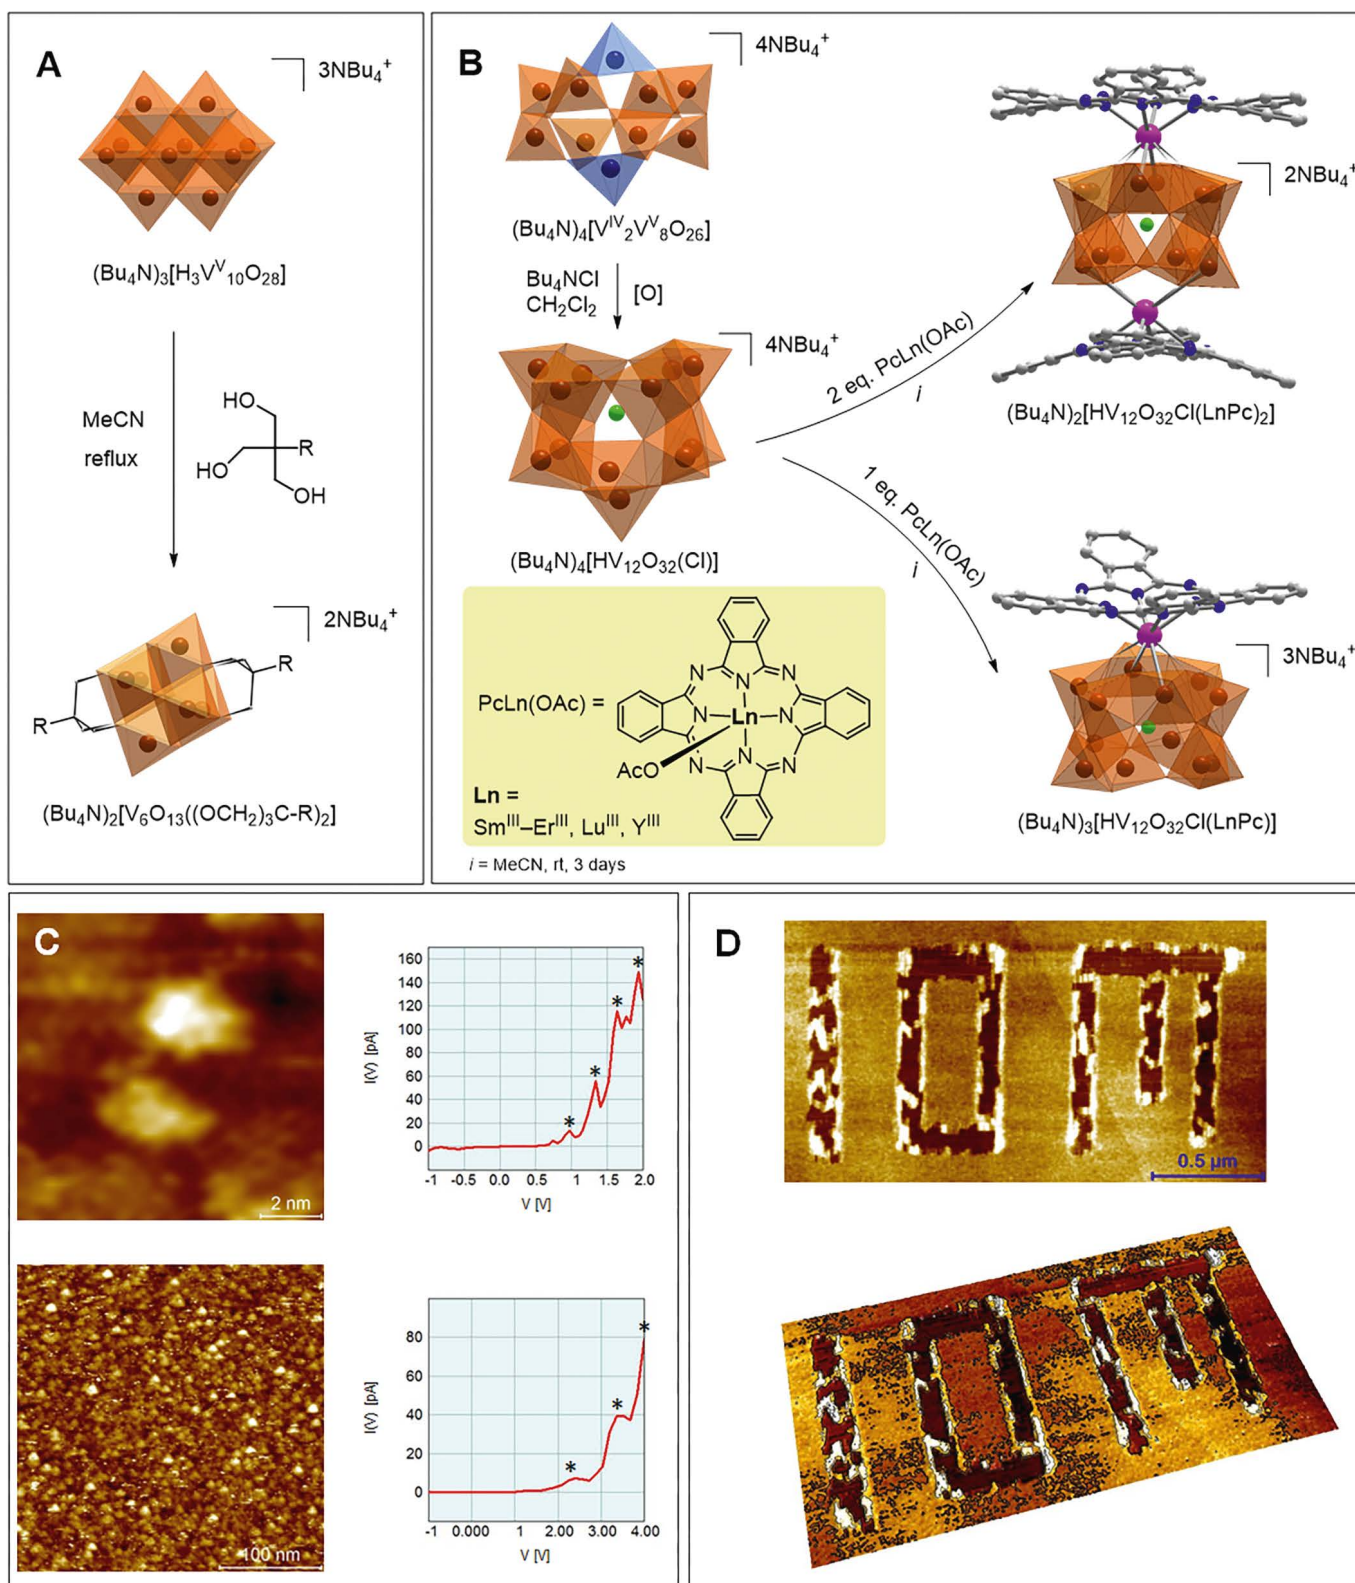 A
3NBu₄⁺
(Bu₄N)₃[H₃Vⱽ₁₀O₂₈]
MeCN
reflux
HO
HO
R
OH
2NBu₄⁺
R
R
(Bu₄N)₂[V₆O₁₃((OCH₂)₃C-R)₂]
B
4NBu₄⁺
(Bu₄N)₄[Vᴵⱽ₂Vⱽ₈O₂₆]
Bu₄NCl
CH₂Cl₂
[O]
4NBu₄⁺
(Bu₄N)₄[HV₁₂O₃₂(Cl)]
2 eq. PcLn(OAc)
i
2NBu₄⁺
(Bu₄N)₂[HV₁₂O₃₂Cl(LnPc)₂]
1 eq. PcLn(OAc)
i
3NBu₄⁺
(Bu₄N)₃[HV₁₂O₃₂Cl(LnPc)]
PcLn(OAc) =
N
N
N
N
Ln
N
N
N
N
AcO
Ln =
Smᴵᴵᴵ–Erᴵᴵᴵ, Luᴵᴵᴵ, Yᴵᴵᴵ
i = MeCN, rt, 3 days
C
2 nm
I(V) [pA]
160
140
120
100
80
60
40
20
0
* * * *
-1 -0.5 0.0 0.5 1 1.5 2.0
V [V]
100 nm
I(V) [pA]
80
60
40
20
0
* * *
-1 0.000 1 2.00 3.00 4.00
V [V]
D
0.5 µm